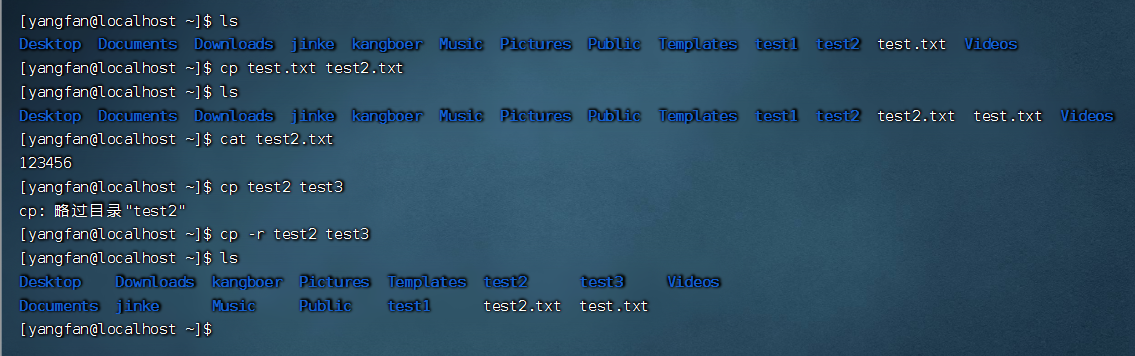 [yangfan@localhost ~]$ ls
Desktop  Documents  Downloads  jinke  kangboer  Music  Pictures  Public  Templates  test1  test2  test.txt  Videos
[yangfan@localhost ~]$ cp test.txt test2.txt
[yangfan@localhost ~]$ ls
Desktop  Documents  Downloads  jinke  kangboer  Music  Pictures  Public  Templates  test1  test2  test2.txt  test.txt  Videos
[yangfan@localhost ~]$ cat test2.txt
123456
[yangfan@localhost ~]$ cp test2 test3
cp: 略过目录"test2"
[yangfan@localhost ~]$ cp -r test2 test3
[yangfan@localhost ~]$ ls
Desktop    Downloads  kangboer  Pictures  Templates  test2      test3     Videos
Documents  jinke      Music     Public    test1      test2.txt  test.txt
[yangfan@localhost ~]$